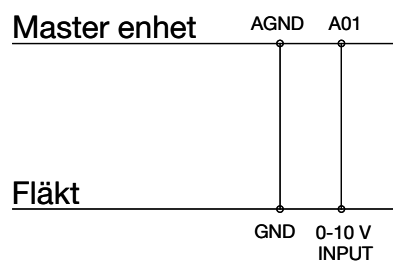 Master enhet AGND A01
Fläkt
GND 0-10 V
INPUT